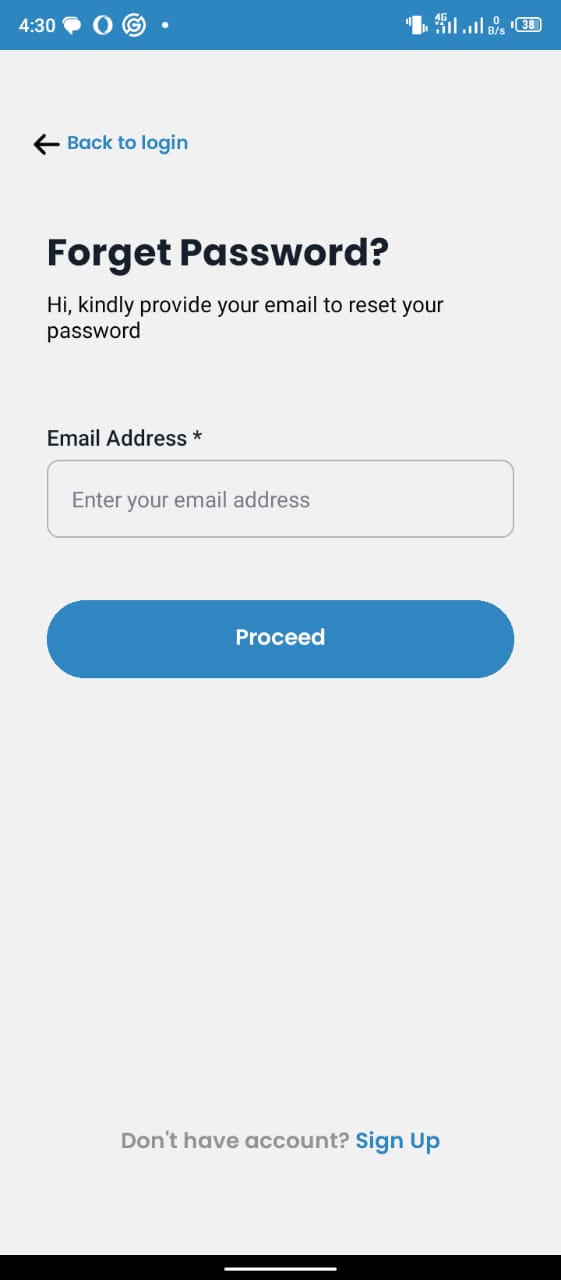 4:30
4G
0
B/s
38
Back to login
Forget Password?
Hi, kindly provide your email to reset your
password
Email Address *
Enter your email address
Proceed
Don't have account? Sign Up